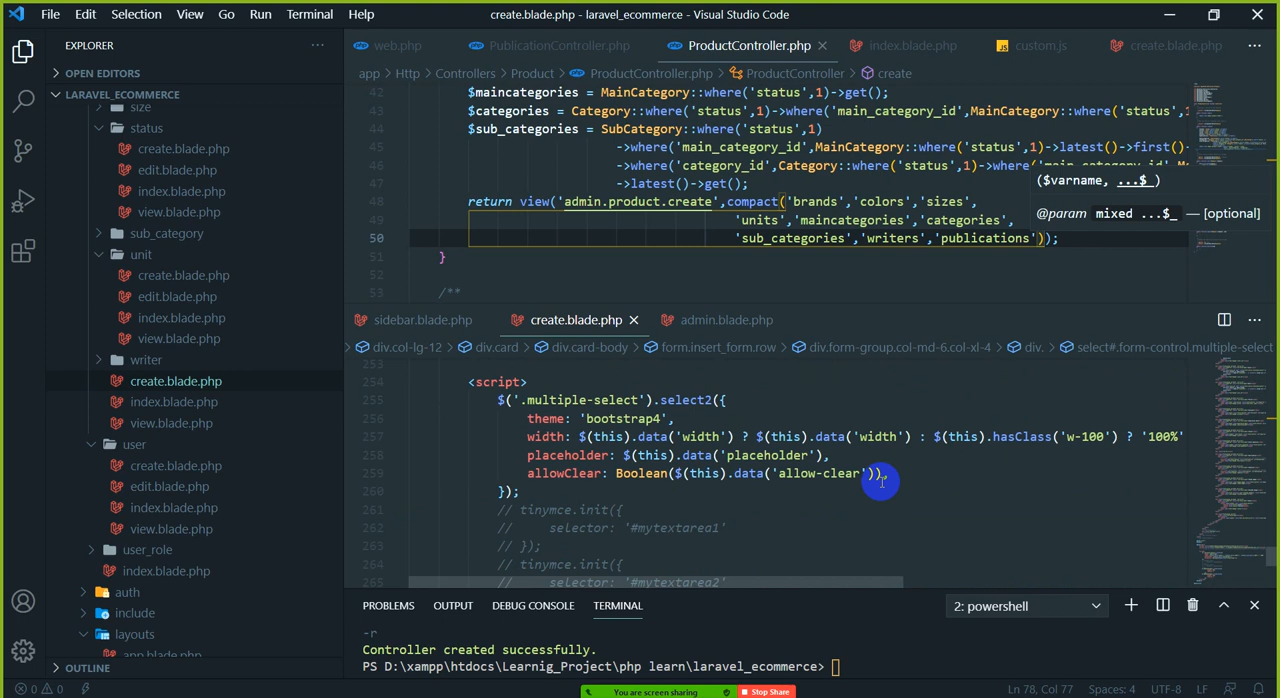 File Edit Selection View Go Run Terminal Help
create.blade.php - laravel_ecommerce - Visual Studio Code
EXPLORER
OPEN EDITORS
LARAVEL_ECOMMERCE
size
status
create.blade.php
edit.blade.php
index.blade.php
view.blade.php
sub_category
unit
create.blade.php
edit.blade.php
index.blade.php
view.blade.php
writer
create.blade.php
index.blade.php
view.blade.php
user
create.blade.php
edit.blade.php
index.blade.php
view.blade.php
user_role
index.blade.php
auth
include
layouts
app.blade.php
OUTLINE
web.php PublicationController.php ProductController.php index.blade.php JS custom.js create.blade.php
app > Http > Controllers > Product > ProductController.php > ProductController > create
42 $maincategories = MainCategory::where('status',1)->get();
43 $categories = Category::where('status',1)->where('main_category_id',MainCategory::where('status',1
44 $sub_categories = SubCategory::where('status',1)
45 ->where('main_category_id',MainCategory::where('status',1)->latest()->first()-
46 ->where('category_id',Category::where('status',1)->where('main_category_id',M
47 ->latest()->get();
48 return view('admin.product.create',compact('brands','colors','sizes',
49 'units','maincategories','categories',
50 'sub_categories','writers','publications'));
51 }
52
53 /**
($varname, ...$_)
@param mixed ...$_ — [optional]
sidebar.blade.php create.blade.php admin.blade.php
> div.col-lg-12 > div.card > div.card-body > form.insert_form.row > div.form-group.col-md-6.col-xl-4 > div. > select#.form-control.multiple-select
253
254 <script>
255 $('.multiple-select').select2({
256 theme: 'bootstrap4',
257 width: $(this).data('width') ? $(this).data('width') : $(this).hasClass('w-100') ? '100%'
258 placeholder: $(this).data('placeholder'),
259 allowClear: Boolean($(this).data('allow-clear')),
260 });
261 // tinymce.init({
262 // selector: '#mytextarea1'
263 // });
264 // tinymce.init({
265 // selector: '#mytextarea2'
PROBLEMS OUTPUT DEBUG CONSOLE TERMINAL
2: powershell
-r
Controller created successfully.
PS D:\xampp\htdocs\Learnig_Project\php learn\laravel_ecommerce>
0 0
You are screen sharing Stop Share
Ln 78, Col 77 Spaces: 4 UTF-8 LF